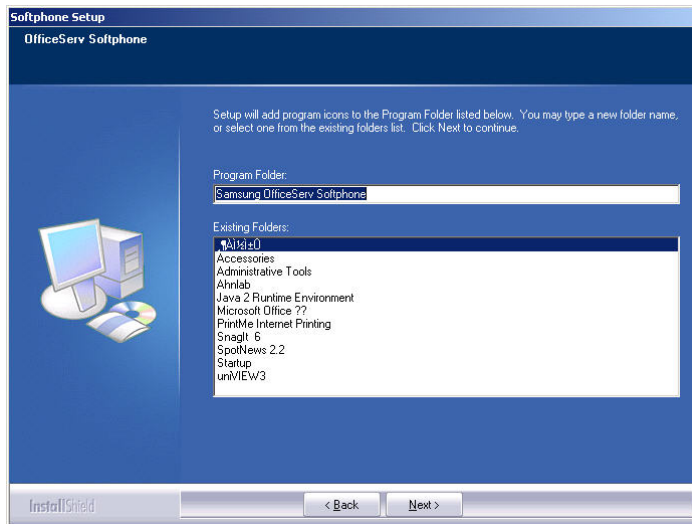 Softphone Setup
OfficeServ Softphone
Setup will add program icons to the Program Folder listed below. You may type a new folder name,
or select one from the existing folders list. Click Next to continue.
Program Folder:
Samsung OfficeServ Softphone
Existing Folders:
Accessories
Administrative Tools
Ahnlab
Java 2 Runtime Environment
Microsoft Office ??
PrintMe Internet Printing
SnagIt 6
SpotNews 2.2
Startup
uniVIEW3
InstallShield
< Back
Next >